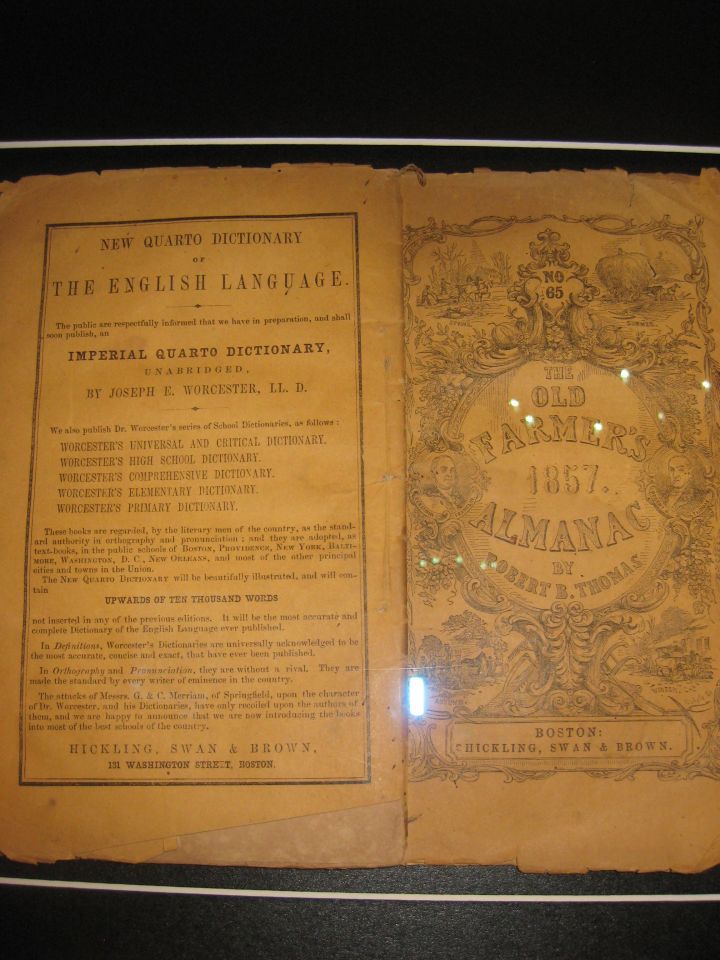 NEW QUARTO DICTIONARY
OF
THE ENGLISH LANGUAGE.
The public are respectfully informed that we have in preparation, and shall
soon publish, an
IMPERIAL QUARTO DICTIONARY,
UNABRIDGED,
BY JOSEPH E. WORCESTER, LL. D.
We also publish Dr. Worcester's series of School Dictionaries, as follows:
WORCESTER'S UNIVERSAL AND CRITICAL DICTIONARY.
WORCESTER'S HIGH SCHOOL DICTIONARY.
WORCESTER'S COMPREHENSIVE DICTIONARY.
WORCESTER'S ELEMENTARY DICTIONARY.
WORCESTER'S PRIMARY DICTIONARY.
These books are regarded, by the literary men of the country, as the stand-
ard authority in orthography and pronunciation; and they are adopted, as
text-books, in the public schools of BOSTON, PROVIDENCE, NEW YORK, BALTI-
MORE, WASHINGTON, D. C., NEW ORLEANS, and most of the other principal
cities and towns in the Union.
The NEW QUARTO DICTIONARY will be beautifully illustrated, and will con-
tain
UPWARDS OF TEN THOUSAND WORDS
not inserted in any of the previous editions. It will be the most accurate and
complete Dictionary of the English Language ever published.
In Definitions, Worcester's Dictionaries are universally acknowledged to be
the most accurate, concise and exact, that have ever been published.
In Orthography and Pronunciation, they are without a rival. They are
made the standard by every writer of eminence in the country.
The attacks of Messrs. G. & C. Merriam, of Springfield, upon the character
of Dr. Worcester, and his Dictionaries, have only recoiled upon the authors of
them, and we are happy to announce that we are now introducing the books
into most of the best schools of the country.
HICKLING, SWAN & BROWN,
131 WASHINGTON STREET, BOSTON.
NO
65
SPRING.
SUMMER.
THE
OLD
FARMER'S
1857.
ALMANAC
BY
ROBERT B. THOMAS
AUTUMN.
WINTER.
BOSTON:
HICKLING, SWAN & BROWN.